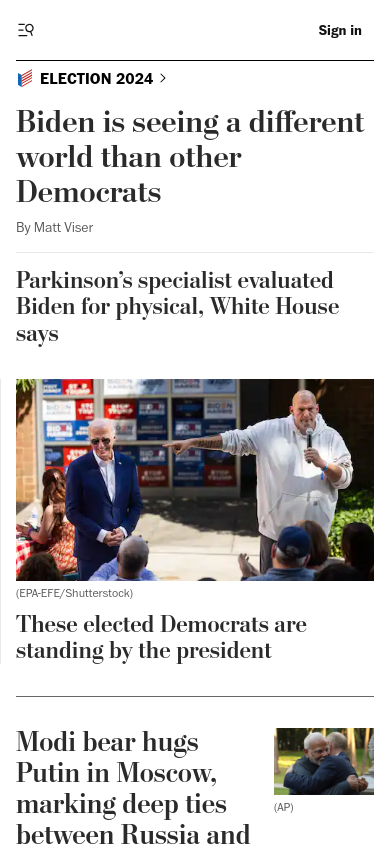 Sign in
ELECTION 2024
Biden is seeing a different
world than other
Democrats
By Matt Viser
Parkinson’s specialist evaluated
Biden for physical, White House
says
(EPA-EFE/Shutterstock)
These elected Democrats are
standing by the president
Modi bear hugs
Putin in Moscow,
marking deep ties
between Russia and
(AP)